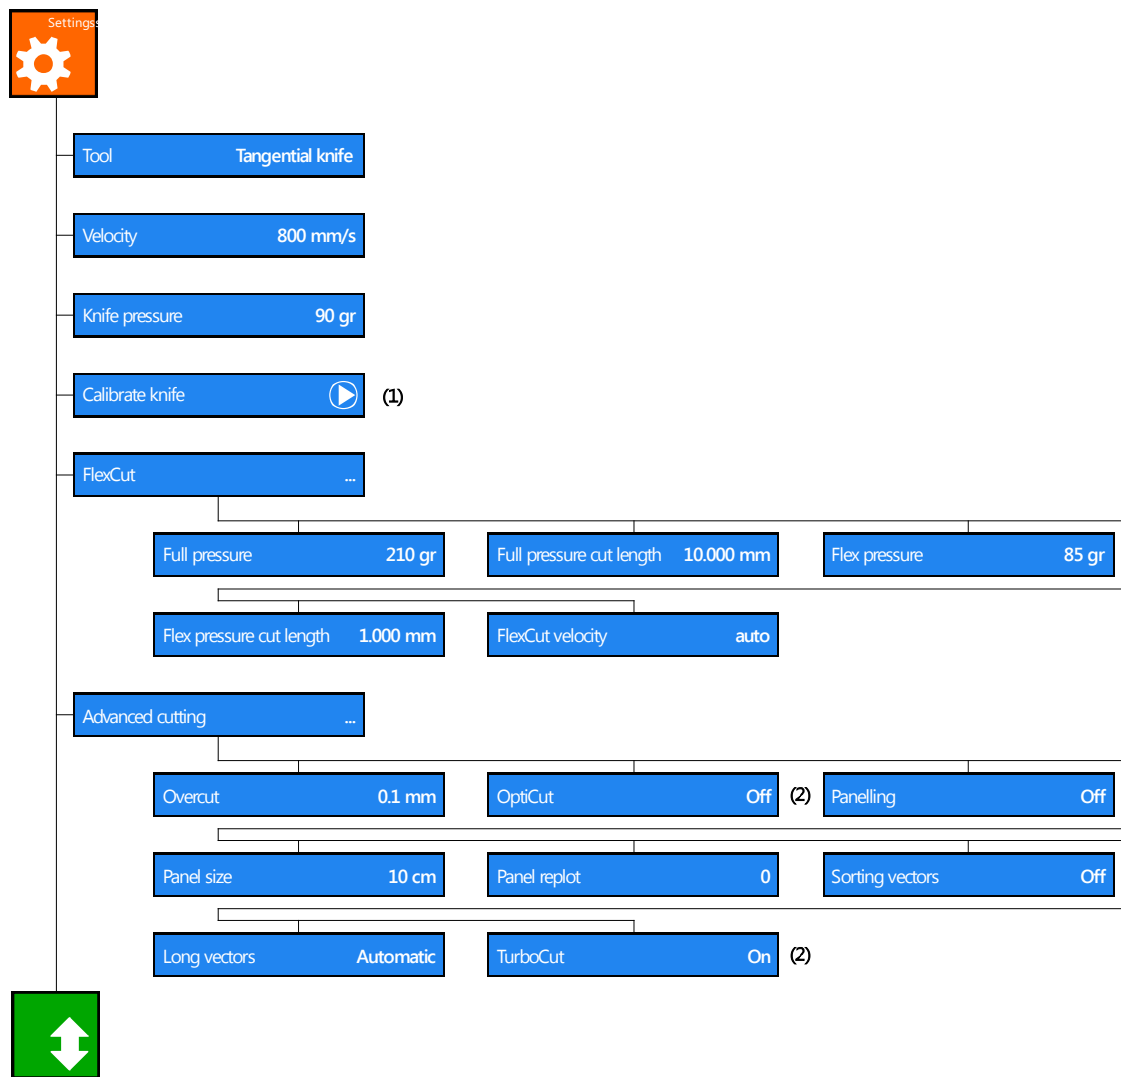 Settingss
Tool Tangential knife
Velocity 800 mm/s
Knife pressure 90 gr
Calibrate knife (1)
FlexCut ...
Full pressure 210 gr Full pressure cut length 10.000 mm Flex pressure 85 gr
Flex pressure cut length 1.000 mm FlexCut velocity auto
Advanced cutting ...
Overcut 0.1 mm OptiCut Off (2) Panelling Off
Panel size 10 cm Panel replot 0 Sorting vectors Off
Long vectors Automatic TurboCut On (2)